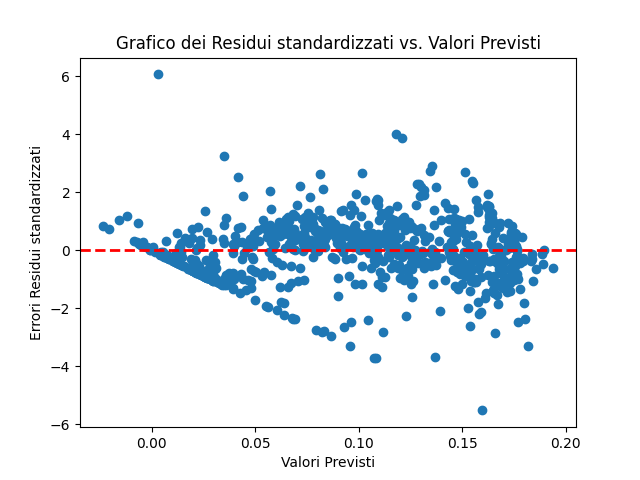 Grafico dei Residui standardizzati vs. Valori Previsti
Errori Residui standardizzati
6
4
2
0
−2
−4
−6
0.00 0.05 0.10 0.15 0.20
Valori Previsti